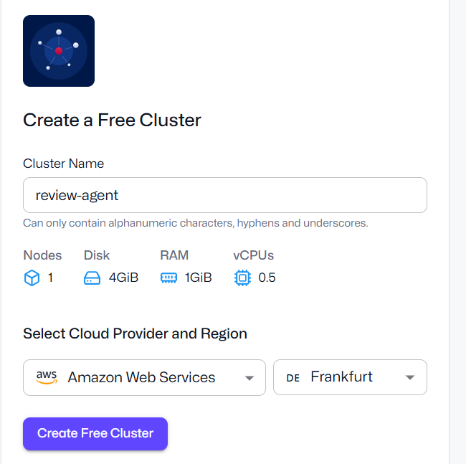 Create a Free Cluster
Cluster Name
review-agent
Can only contain alphanumeric characters, hyphens and underscores.
Nodes Disk RAM vCPUs
1 4GiB 1GiB 0.5
Select Cloud Provider and Region
aws Amazon Web Services DE Frankfurt
Create Free Cluster